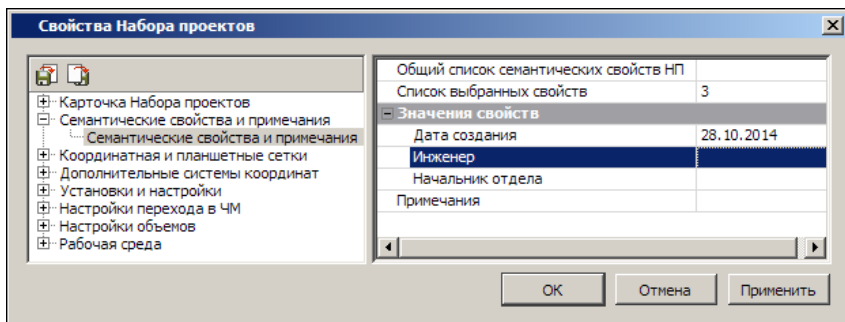 Свойства Набора проектов
Карточка Набора проектов
Семантические свойства и примечания
Семантические свойства и примечания
Координатная и планшетные сетки
Дополнительные системы координат
Установки и настройки
Настройки перехода в ЧМ
Настройки объемов
Рабочая среда
Общий список семантических свойств НП
Список выбранных свойств 3
Значения свойств
Дата создания 28.10.2014
Инженер
Начальник отдела
Примечания
ОК Отмена Применить